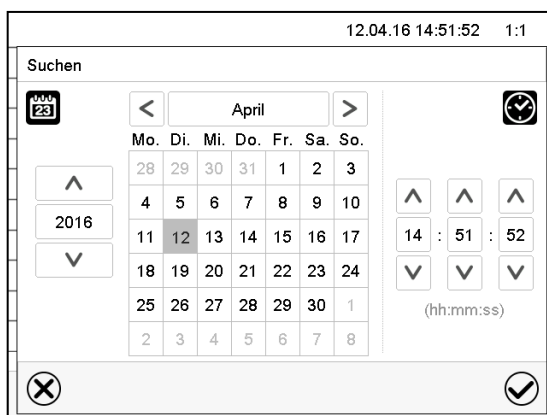 12.04.16 14:51:52 1:1
Suchen
23
< April >
Mo. Di. Mi. Do. Fr. Sa. So.
28 29 30 31 1 2 3
4 5 6 7 8 9 10
11 12 13 14 15 16 17
18 19 20 21 22 23 24
25 26 27 28 29 30 1
2 3 4 5 6 7 8
2016
14 : 51 : 52
(hh:mm:ss)